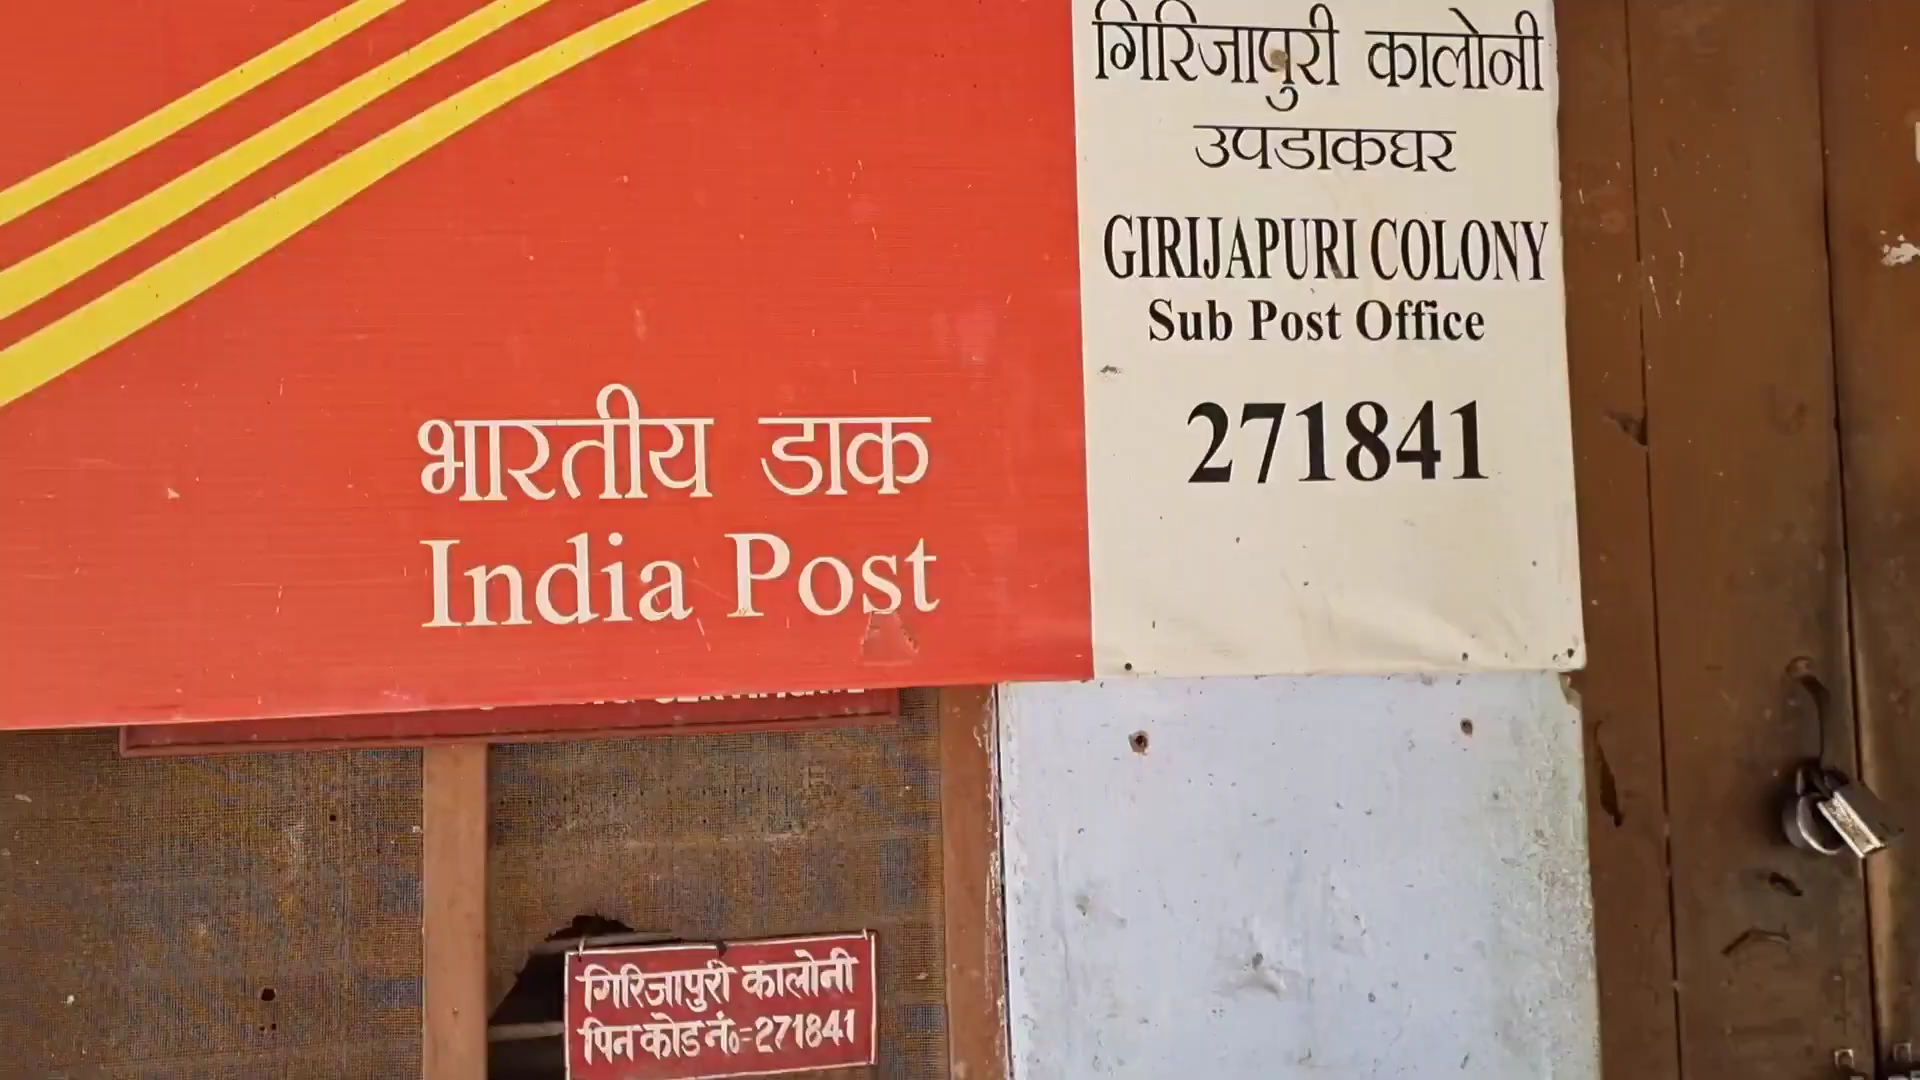 गिरिजापुरी कालोनी
उपडाकघर
GIRIJAPURI COLONY
Sub Post Office
271841
भारतीय डाक
India Post
गिरिजापुरी कालोनी
पिन कोड नं०=271841